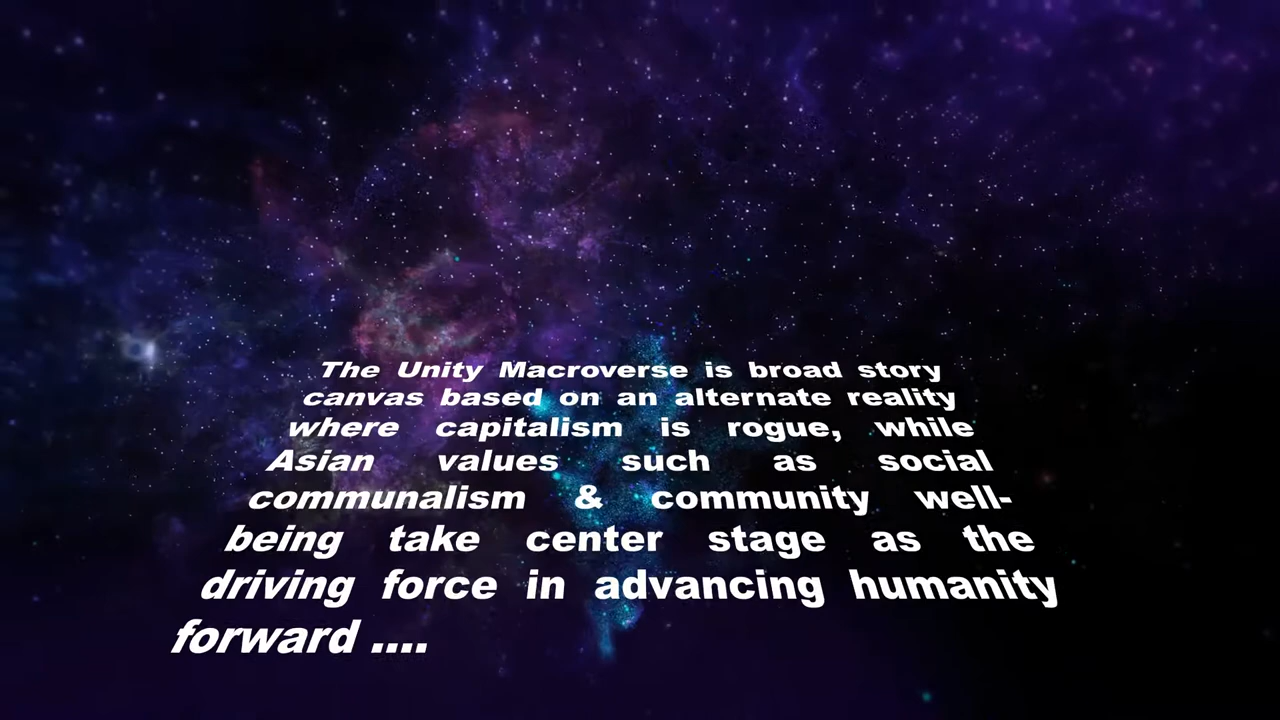 The Unity Macroverse is broad story
canvas based on an alternate reality
where capitalism is rogue, while
Asian values such as social
communalism & community well-
being take center stage as the
driving force in advancing humanity
forward ....